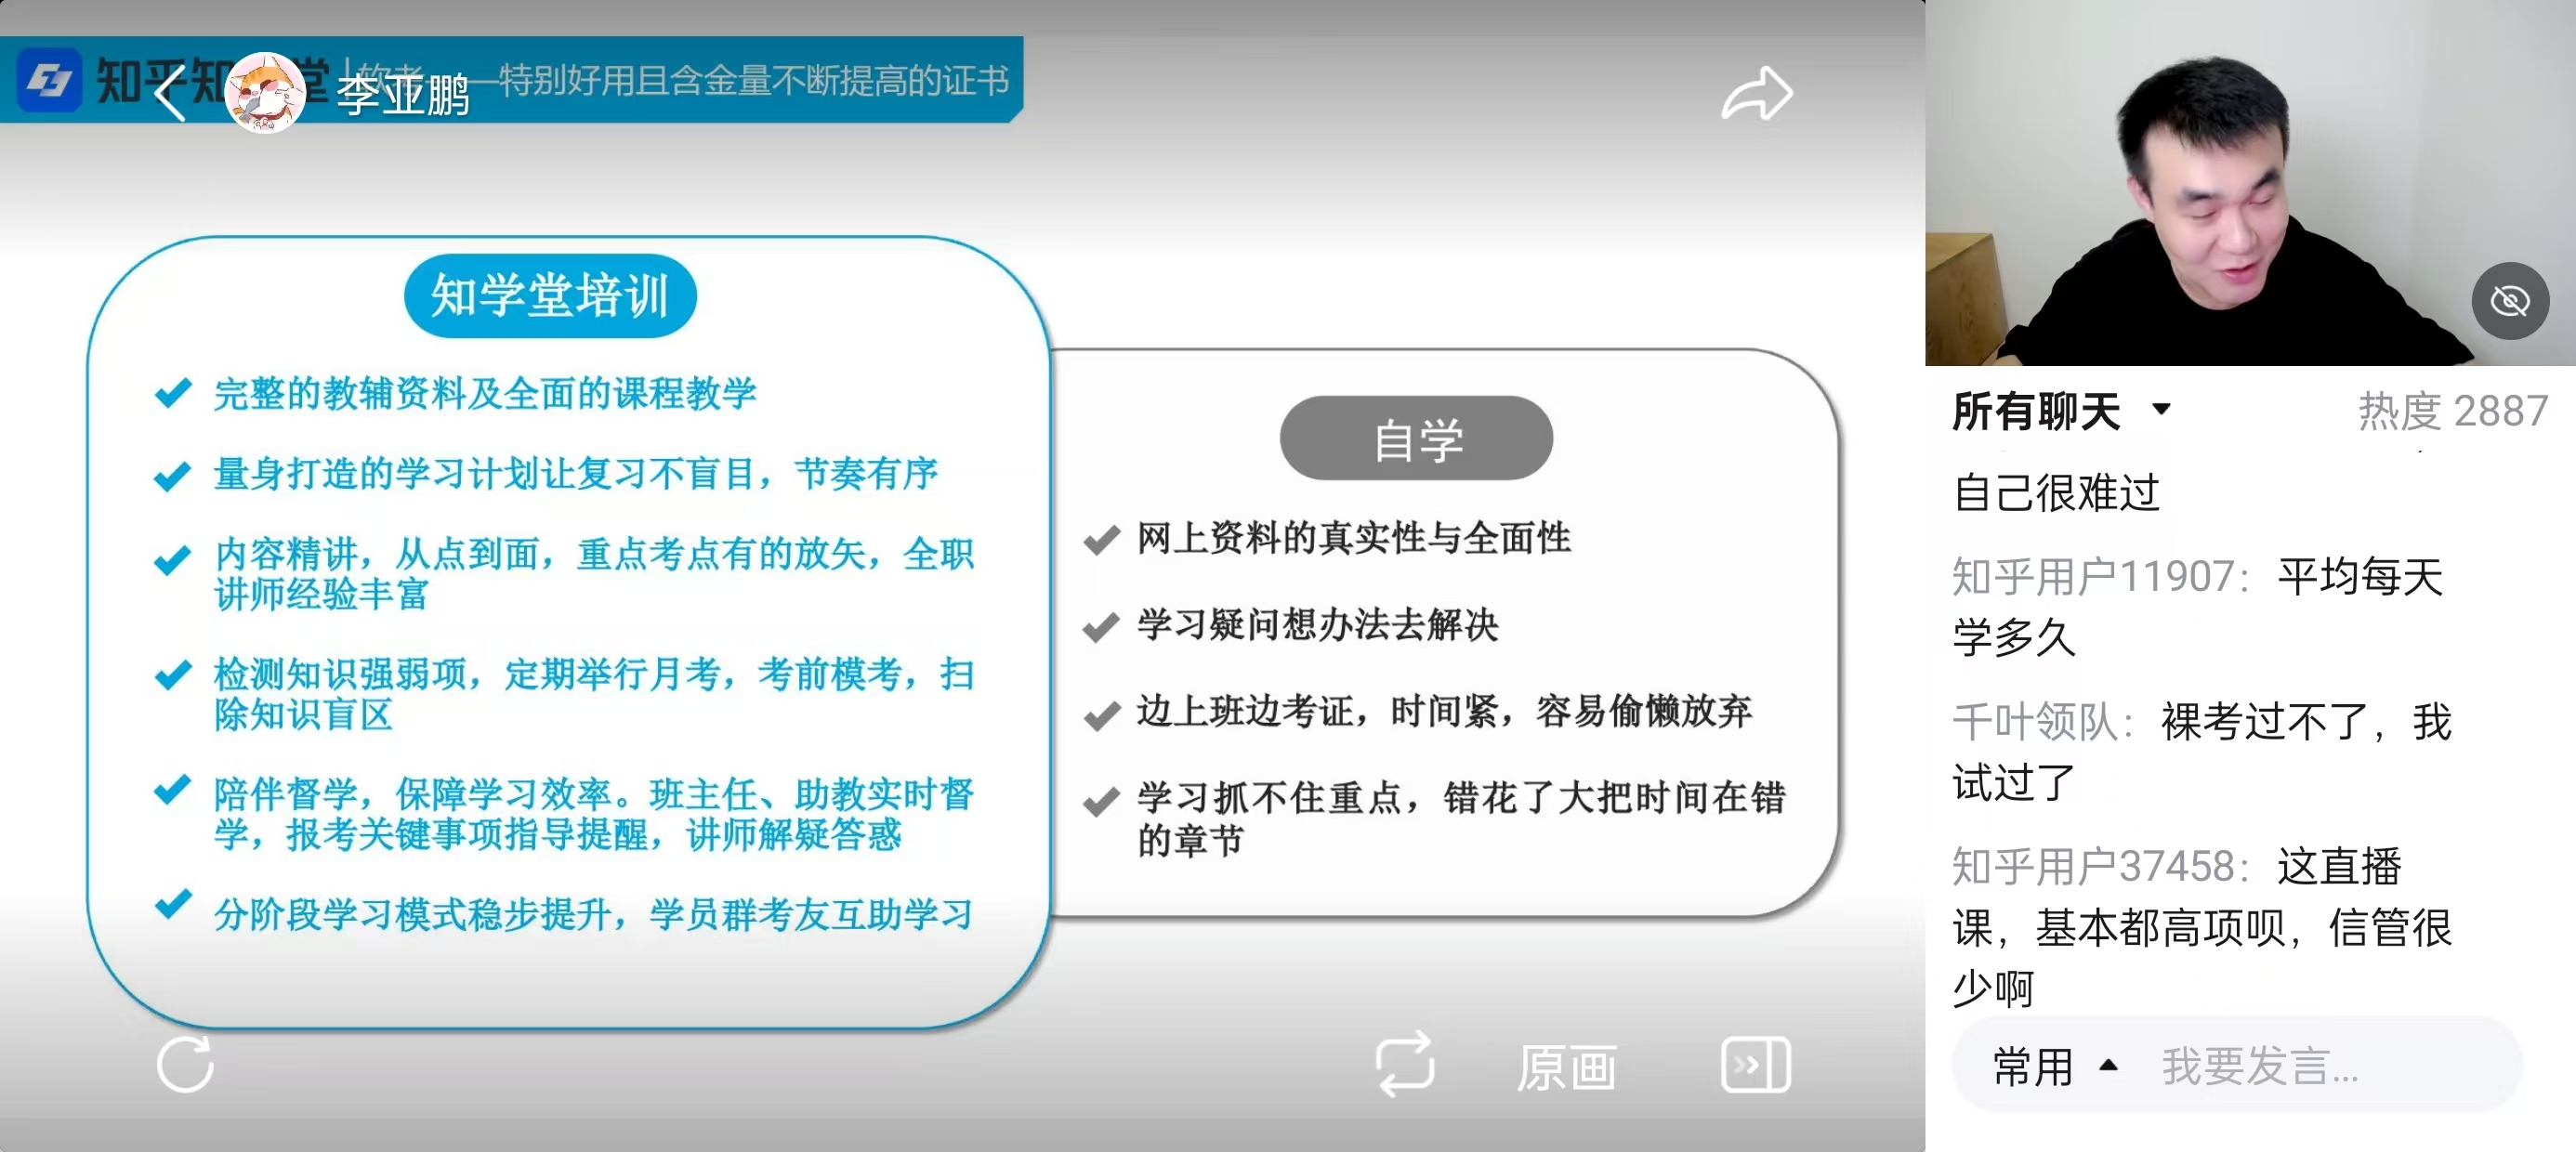 知乎知 堂 软考 —特别好用且含金量不断提高的证书
李亚鹏
知学堂培训
完整的教辅资料及全面的课程教学
量身打造的学习计划让复习不盲目，节奏有序
内容精讲，从点到面，重点考点有的放矢，全职
讲师经验丰富
检测知识强弱项，定期举行月考，考前模考，扫
除知识盲区
陪伴督学，保障学习效率。班主任、助教实时督
学，报考关键事项指导提醒，讲师解疑答惑
分阶段学习模式稳步提升，学员群考友互助学习
自学
网上资料的真实性与全面性
学习疑问想办法去解决
边上班边考证，时间紧，容易偷懒放弃
学习抓不住重点，错花了大把时间在错
的章节
原画
所有聊天 热度 2887
自己很难过
知乎用户11907：平均每天
学多久
千叶领队：裸考过不了，我
试过了
知乎用户37458：这直播
课，基本都高项呗，信管很
少啊
常用 我要发言...